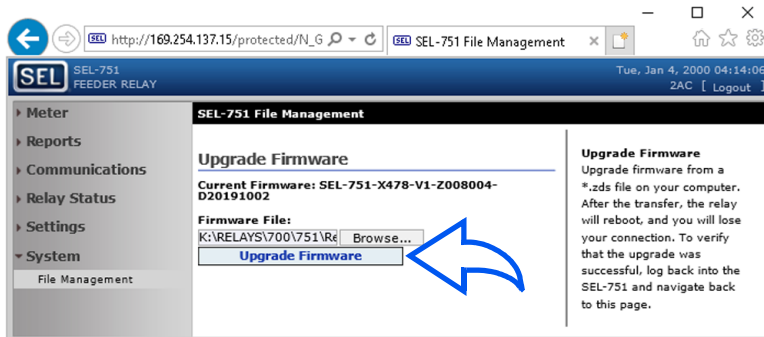 http://169.254.137.15/protected/N_G
SEL SEL-751 File Management
SEL
SEL-751
FEEDER RELAY
Tue, Jan 4, 2000 04:14:06
2AC [ Logout ]
Meter
Reports
Communications
Relay Status
Settings
System
File Management
SEL-751 File Management
Upgrade Firmware
Current Firmware: SEL-751-X478-V1-Z008004-
D20191002
Firmware File:
K:\RELAYS\700\751\Re Browse...
Upgrade Firmware
Upgrade Firmware
Upgrade firmware from a
*.zds file on your computer.
After the transfer, the relay
will reboot, and you will lose
your connection. To verify
that the upgrade was
successful, log back into the
SEL-751 and navigate back
to this page.